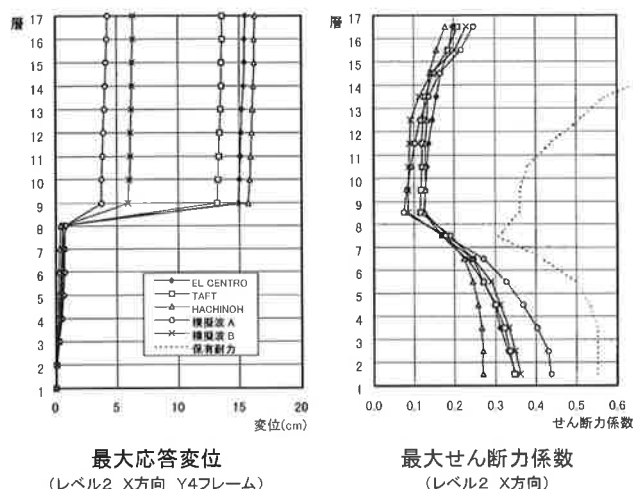 層
17
16
15
14
13
12
11
10
9
8
7
6
5
4
3
2
1
EL CENTRO
TAFT
HACHINOH
模擬波 A
模擬波 B
保有耐力
0 5 10 15 20
変位(cm)
最大応答変位
(レベル2 X方向 Y4フレーム)
層
17
16
15
14
13
12
11
10
9
8
7
6
5
4
3
2
1
0.0 0.1 0.2 0.3 0.4 0.5 0.6
せん断力係数
最大せん断力係数
(レベル2 X方向)